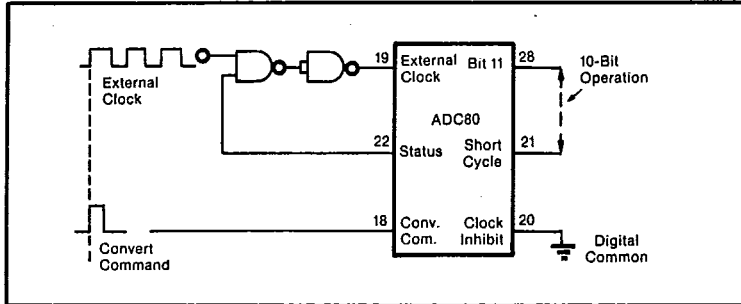 External
Clock
19
External
Clock
Bit 11
28
10-Bit
Operation
ADC80
22
Status
Short
Cycle
21
18
Conv.
Com.
Clock
Inhibit
20
Convert
Command
Digital
Common